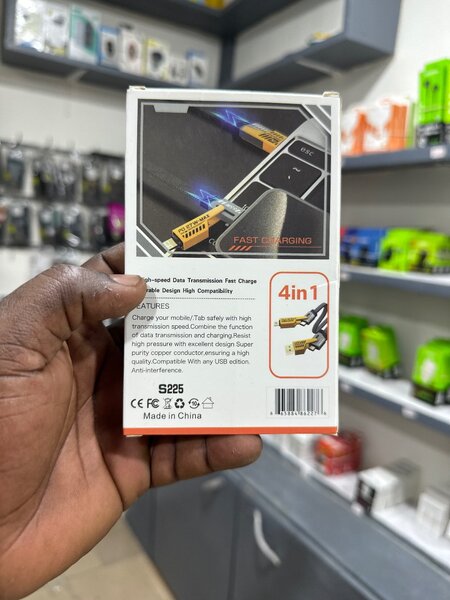 esc
FAST CHARGING
High-speed Data Transmission Fast Charge
Design High Compatibility
4in1
FEATURES
Charge your mobile/.Tab safely with high
transmission speed.Combine the function
of data transmission and charging.Resist
high pressure with excellent design Super
purity copper conductor,ensuring a high
quality.Compatible With any USB edition.
Anti-interference.
S225
CE FC
Made in China